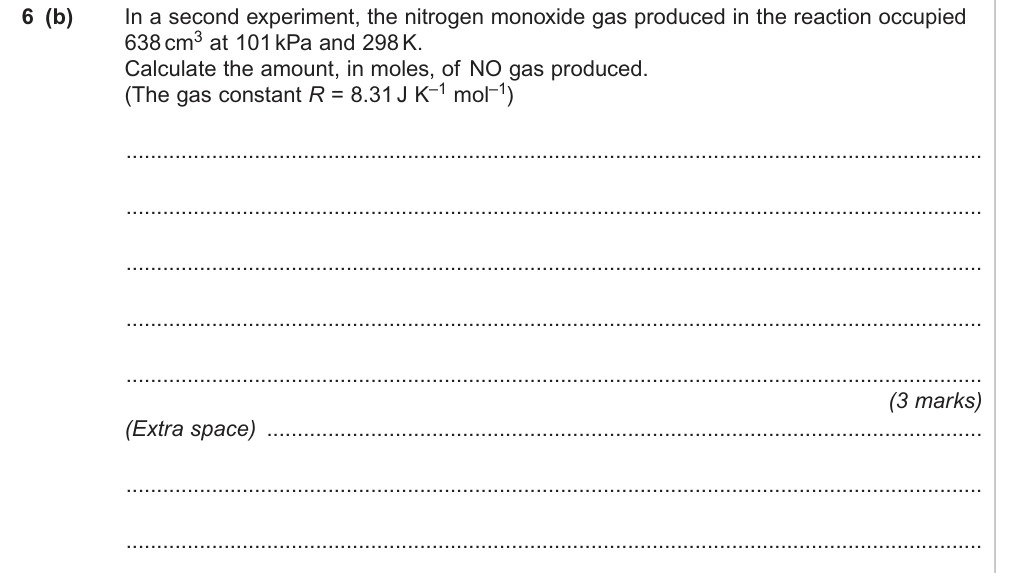 6 (b) In a second experiment, the nitrogen monoxide gas produced in the reaction occupied
638 cm³ at 101 kPa and 298 K.
Calculate the amount, in moles, of NO gas produced.
(The gas constant R = 8.31 J K⁻¹ mol⁻¹)
(3 marks)
(Extra space)